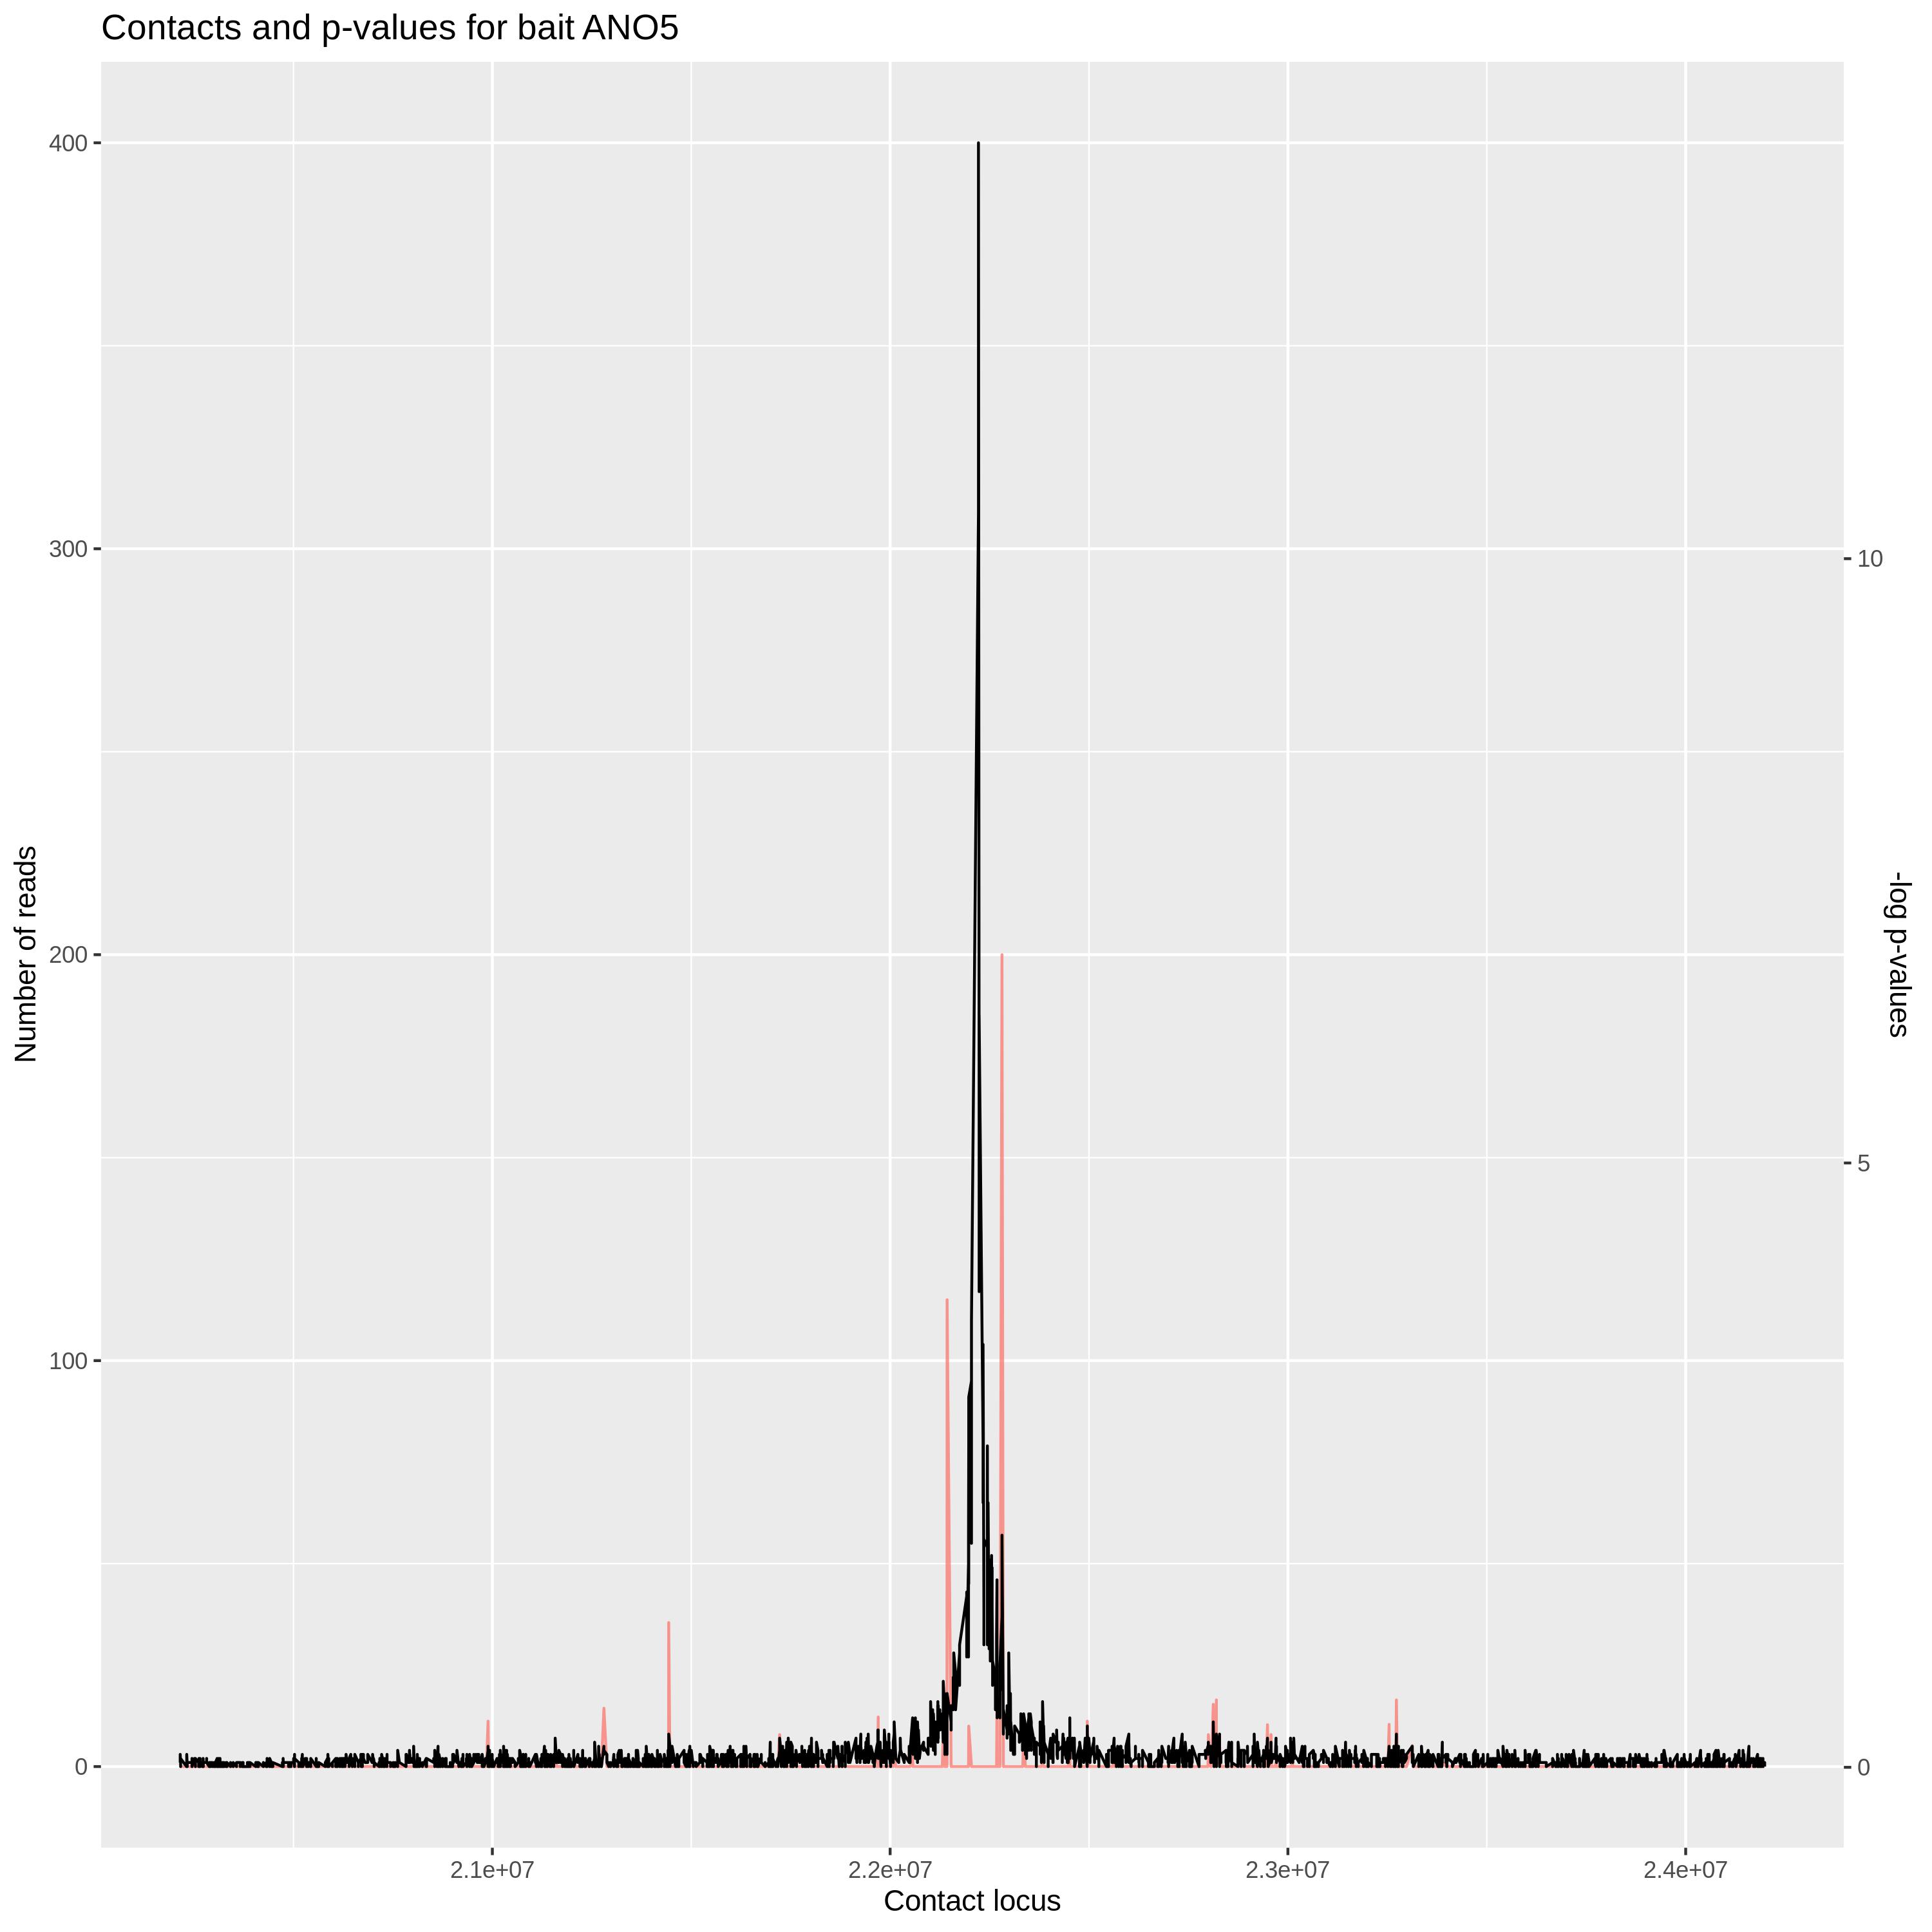 Contacts and p-values for bait ANO5
400
300
200
100
0
Number of reads
10
5
0
-log p-values
2.1e+07
2.2e+07
2.3e+07
2.4e+07
Contact locus